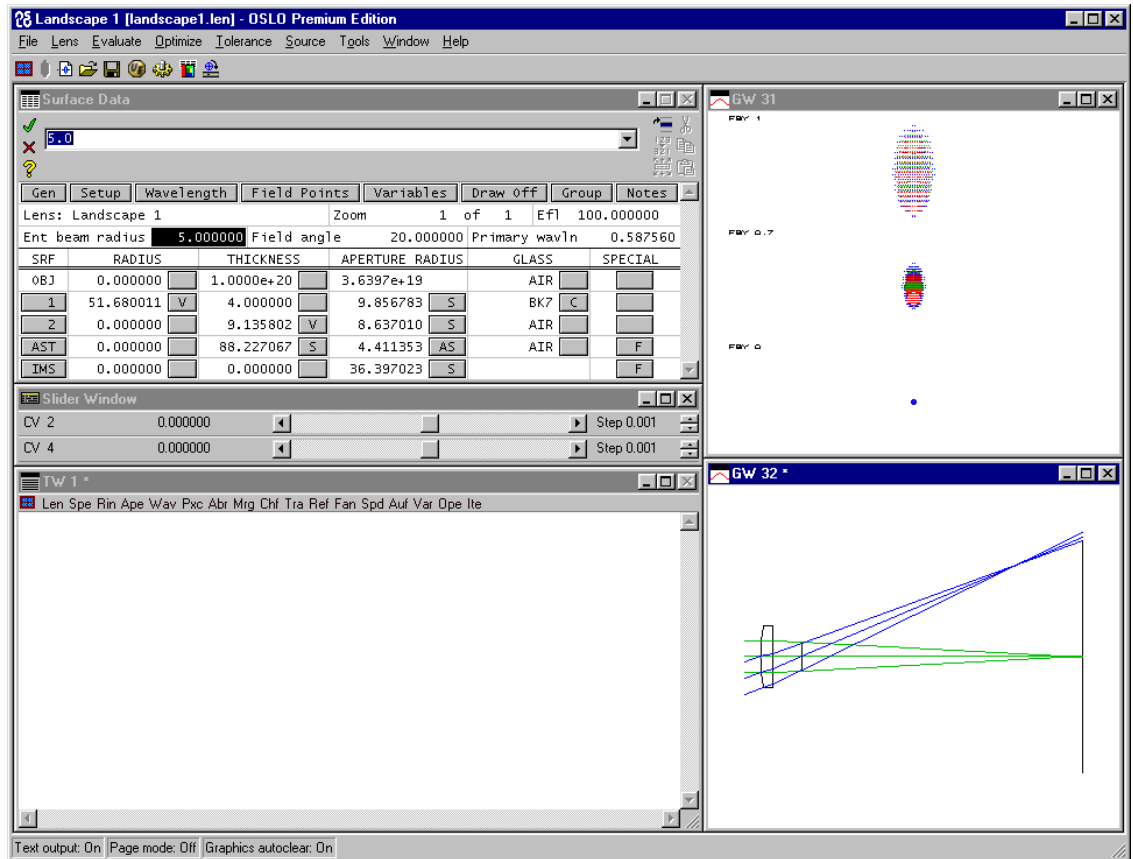 Landscape 1 [landscape1.len] - OSLO Premium Edition
File Lens Evaluate Optimize Tolerance Source Tools Window Help
Surface Data
5.0
Gen Setup Wavelength Field Points Variables Draw Off Group Notes
Lens: Landscape 1 Zoom 1 of 1 Efl 100.000000
Ent beam radius 5.000000 Field angle 20.000000 Primary wavln 0.587560
SRF RADIUS THICKNESS APERTURE RADIUS GLASS SPECIAL
OBJ 0.000000 1.0000e+20 3.6397e+19 AIR
1 51.680011 V 4.000000 9.856783 S BK7 C
2 0.000000 9.135802 V 8.637010 S AIR
AST 0.000000 88.227067 S 4.411353 AS AIR F
IMS 0.000000 0.000000 36.397023 S F
Slider Window
CV 2 0.000000 Step 0.001
CV 4 0.000000 Step 0.001
TW 1 *
Len Spe Rin Ape Wav Pxc Abr Mrg Chf Tra Ref Fan Spd Auf Var Ope Ite
GW 31
FBY 1
FBY 0.7
FBY 0
GW 32 *
Text output: On Page mode: Off Graphics autoclear: On